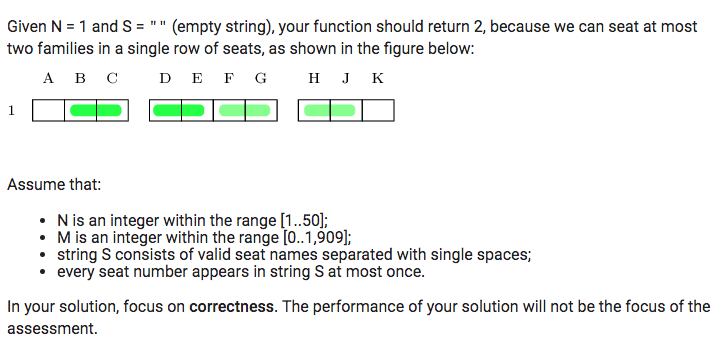 Given N = 1 and S = "" (empty string), your function should return 2, because we can seat at most
two families in a single row of seats, as shown in the figure below:
A B C D E F G H J K
1
Assume that:
• N is an integer within the range [1..50];
• M is an integer within the range [0..1,909];
• string S consists of valid seat names separated with single spaces;
• every seat number appears in string S at most once.
In your solution, focus on correctness. The performance of your solution will not be the focus of the
assessment.